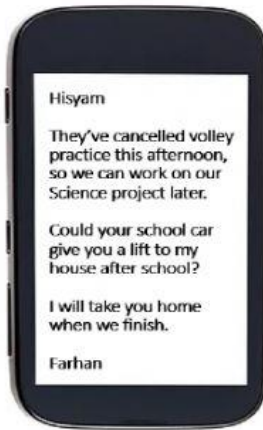 Hisyam
They've cancelled volley
practice this afternoon,
so we can work on our
Science project later.
Could your school car
give you a lift to my
house after school?
I will take you home
when we finish.
Farhan